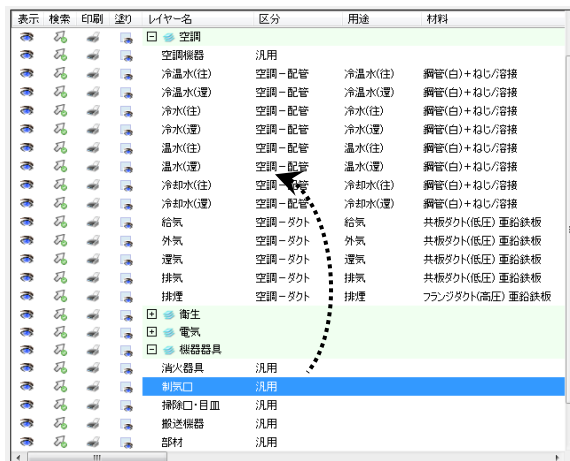 表示 検索 印刷 塗り レイヤー名 区分 用途 材料
空調
空調機器 汎用
冷温水(往) 空調-配管 冷温水(往) 鋼管(白)+ねじ/溶接
冷温水(還) 空調-配管 冷温水(還) 鋼管(白)+ねじ/溶接
冷水(往) 空調-配管 冷水(往) 鋼管(白)+ねじ/溶接
冷水(還) 空調-配管 冷水(還) 鋼管(白)+ねじ/溶接
温水(往) 空調-配管 温水(往) 鋼管(白)+ねじ/溶接
温水(還) 空調-配管 温水(還) 鋼管(白)+ねじ/溶接
冷却水(往) 空調-配管 冷却水(往) 鋼管(白)+ねじ/溶接
冷却水(還) 空調-配管 冷却水(還) 鋼管(白)+ねじ/溶接
給気 空調-ダクト 給気 共板ダクト(低圧) 亜鉛鉄板
外気 空調-ダクト 外気 共板ダクト(低圧) 亜鉛鉄板
還気 空調-ダクト 還気 共板ダクト(低圧) 亜鉛鉄板
排気 空調-ダクト 排気 共板ダクト(低圧) 亜鉛鉄板
排煙 空調-ダクト 排煙 フランジダクト(高圧) 亜鉛鉄板
衛生
電気
機器器具
消火器具 汎用
制気口 汎用
掃除口・目皿 汎用
搬送機器 汎用
部材 汎用